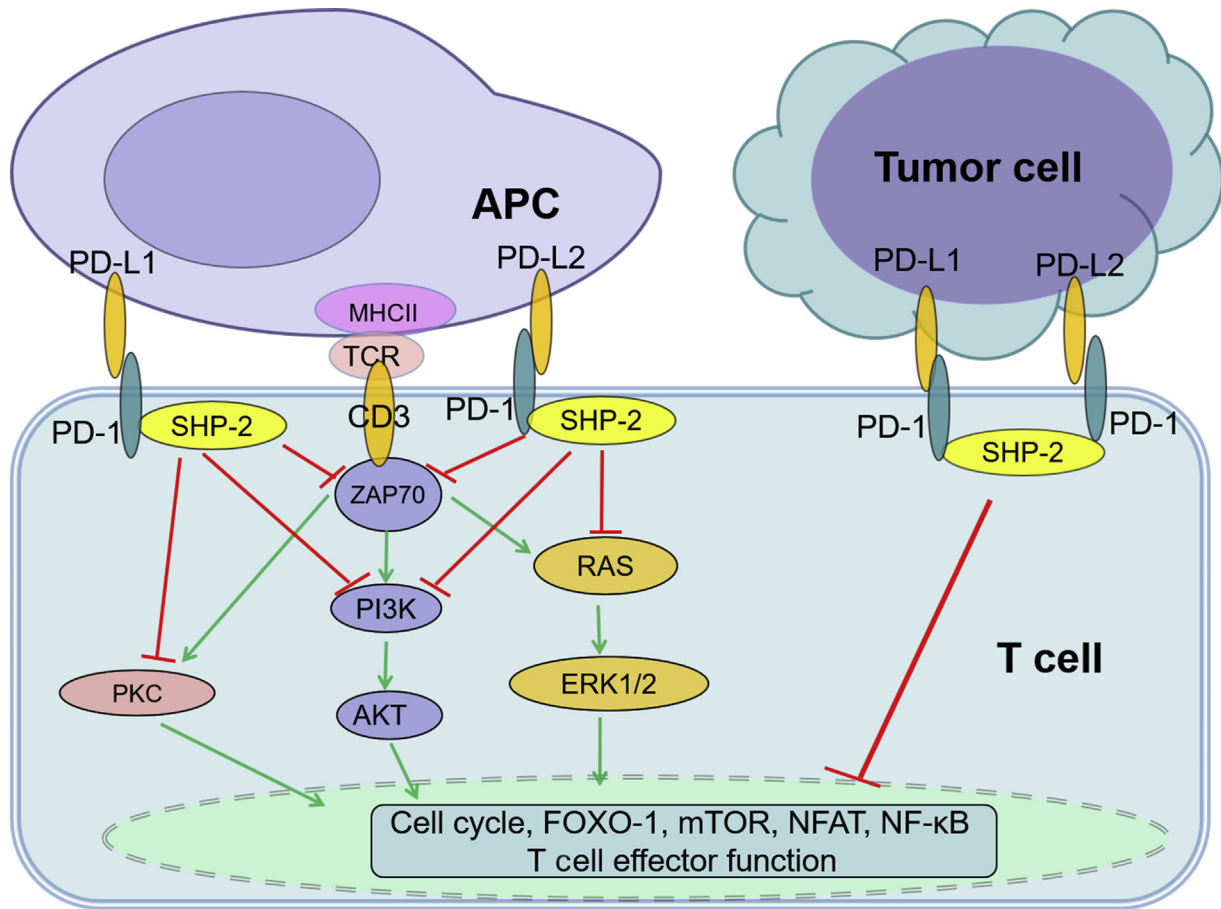 APC
Tumor cell
PD-L1
PD-L2
PD-L1
PD-L2
MHCII
TCR
CD3
PD-1
SHP-2
PD-1
SHP-2
PD-1
SHP-2
PD-1
ZAP70
RAS
PI3K
T cell
PKC
ERK1/2
AKT
Cell cycle, FOXO-1, mTOR, NFAT, NF-κB
T cell effector function